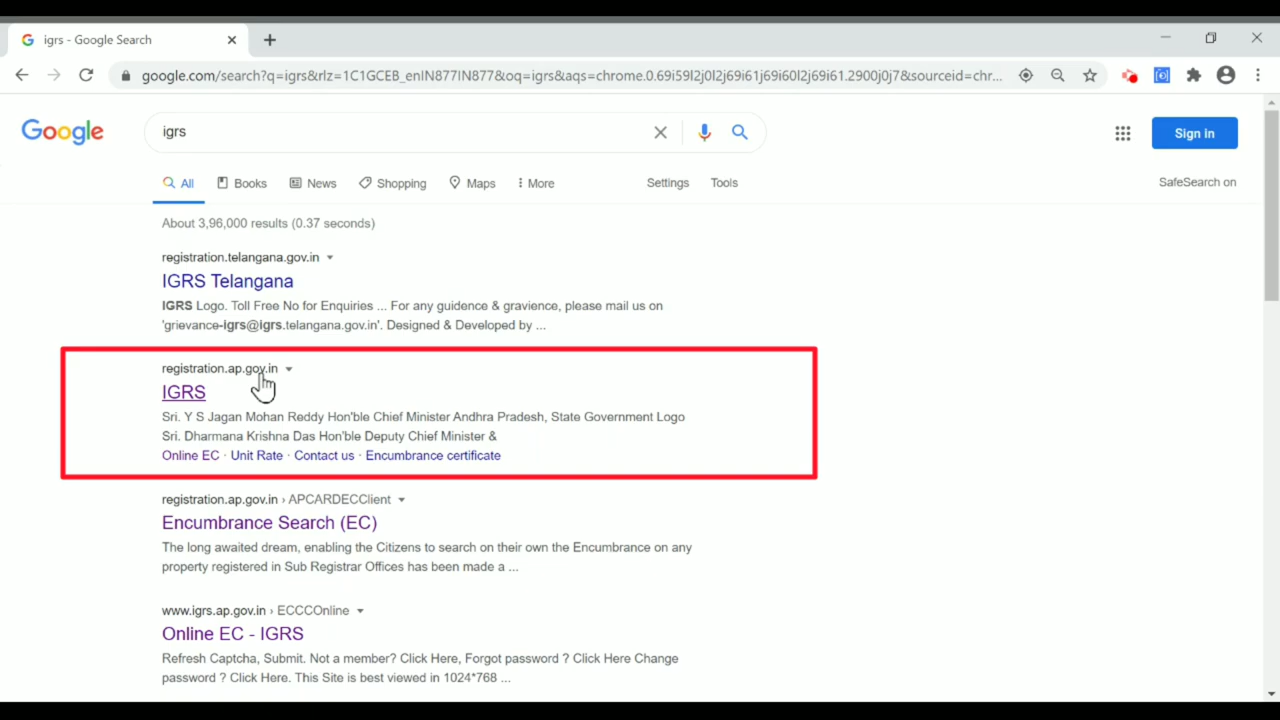 igrs - Google Search
google.com/search?q=igrs&rlz=1C1GCEB_enIN877IN877&oq=igrs&aqs=chrome.0.69i59l2j0l2j69i61j69i60l2j69i61.2900j0j7&sourceid=chr...
Google
igrs
Sign in
All Books News Shopping Maps More Settings Tools
SafeSearch on
About 3,96,000 results (0.37 seconds)
registration.telangana.gov.in
IGRS Telangana
IGRS Logo. Toll Free No for Enquiries ... For any guidence & gravience, please mail us on
'grievance-igrs@igrs.telangana.gov.in'. Designed & Developed by ...
registration.ap.gov.in
IGRS
Sri. Y S Jagan Mohan Reddy Hon'ble Chief Minister Andhra Pradesh, State Government Logo
Sri. Dharmana Krishna Das Hon'ble Deputy Chief Minister &
Online EC · Unit Rate · Contact us · Encumbrance certificate
registration.ap.gov.in › APCARDECClient
Encumbrance Search (EC)
The long awaited dream, enabling the Citizens to search on their own the Encumbrance on any
property registered in Sub Registrar Offices has been made a ...
www.igrs.ap.gov.in › ECCCOnline
Online EC - IGRS
Refresh Captcha, Submit. Not a member? Click Here, Forgot password ? Click Here Change
password ? Click Here. This Site is best viewed in 1024*768 ...